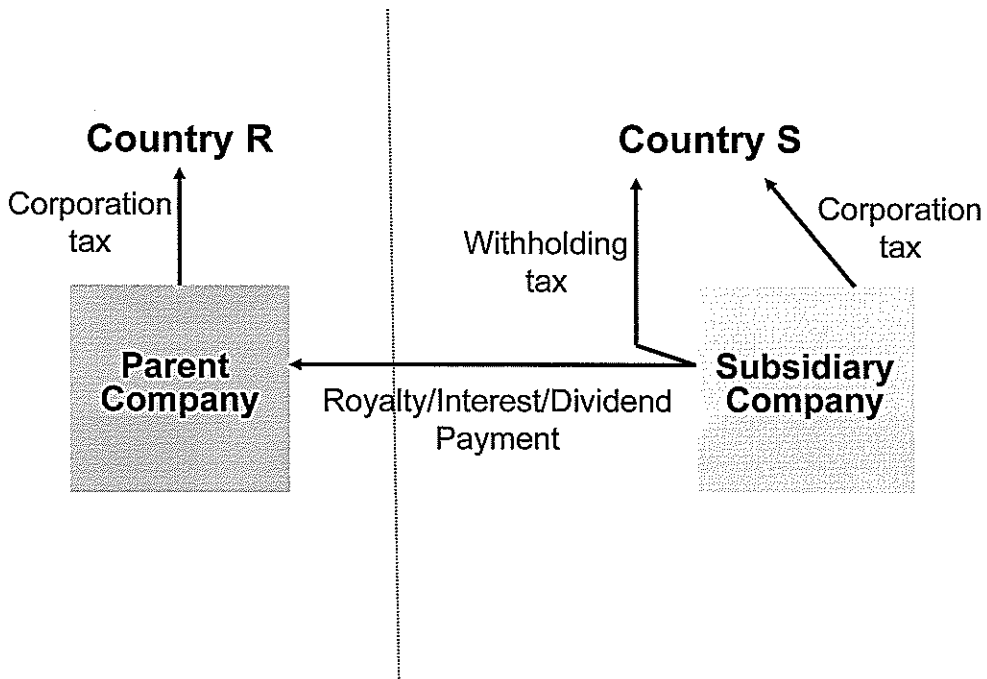 Country R
Country S
Corporation
tax
Withholding
tax
Corporation
tax
Parent
Company
Royalty/Interest/Dividend
Payment
Subsidiary
Company